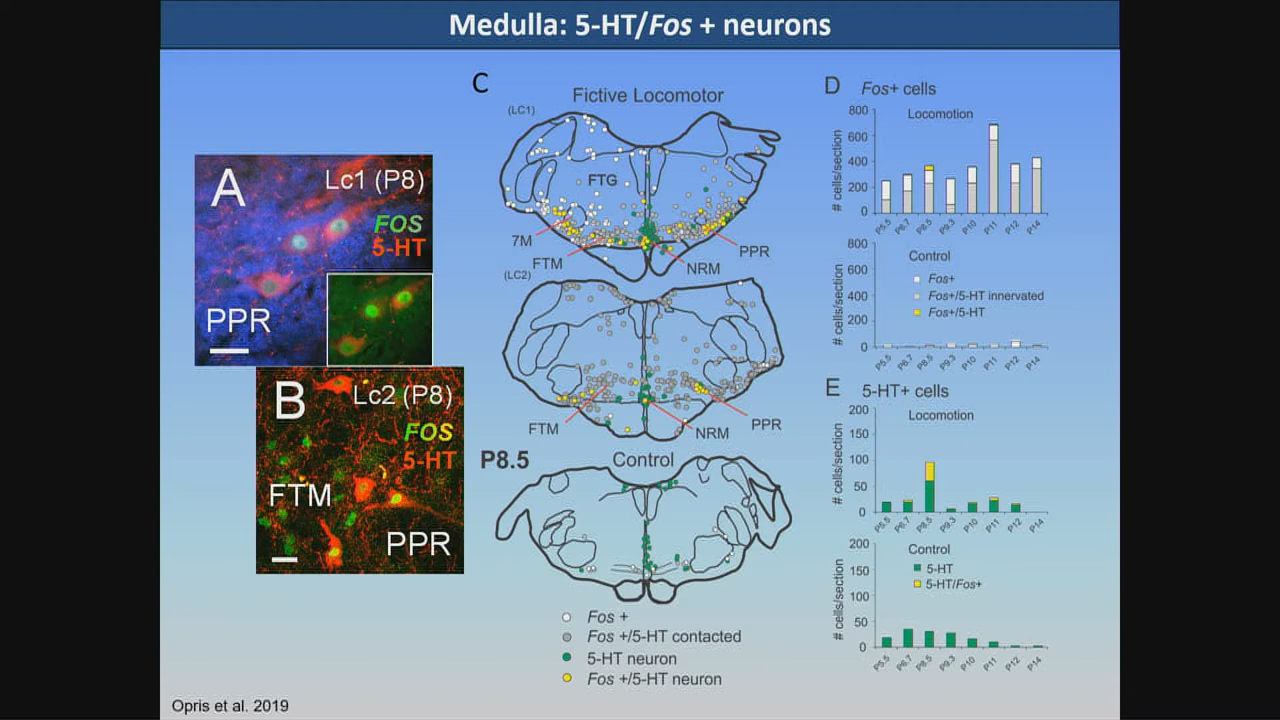 Medulla: 5-HT/Fos + neurons
A
Lc1 (P8)
FOS
5-HT
PPR
B
Lc2 (P8)
FOS
5-HT
FTM
PPR
C
Fictive Locomotor
(LC1)
FTG
7M
FTM
NRM
PPR
(LC2)
FTM
NRM
PPR
P8.5
Control
Fos +
Fos +/5-HT contacted
5-HT neuron
Fos +/5-HT neuron
D
Fos+ cells
Locomotion
# cells/section
800
600
400
200
0
P5.5 P6.7 P8.5 P9.3 P10 P11 P12 P14
Control
Fos+
Fos+/5-HT innervated
Fos+/5-HT
# cells/section
800
600
400
200
0
P5.5 P6.7 P8.5 P9.3 P10 P11 P12 P14
E
5-HT+ cells
Locomotion
# cells/section
200
150
100
50
0
P5.5 P6.7 P8.5 P9.3 P10 P11 P12 P14
Control
5-HT
5-HT/Fos+
# cells/section
200
150
100
50
0
P5.5 P6.7 P8.5 P9.3 P10 P11 P12 P14
Opris et al. 2019